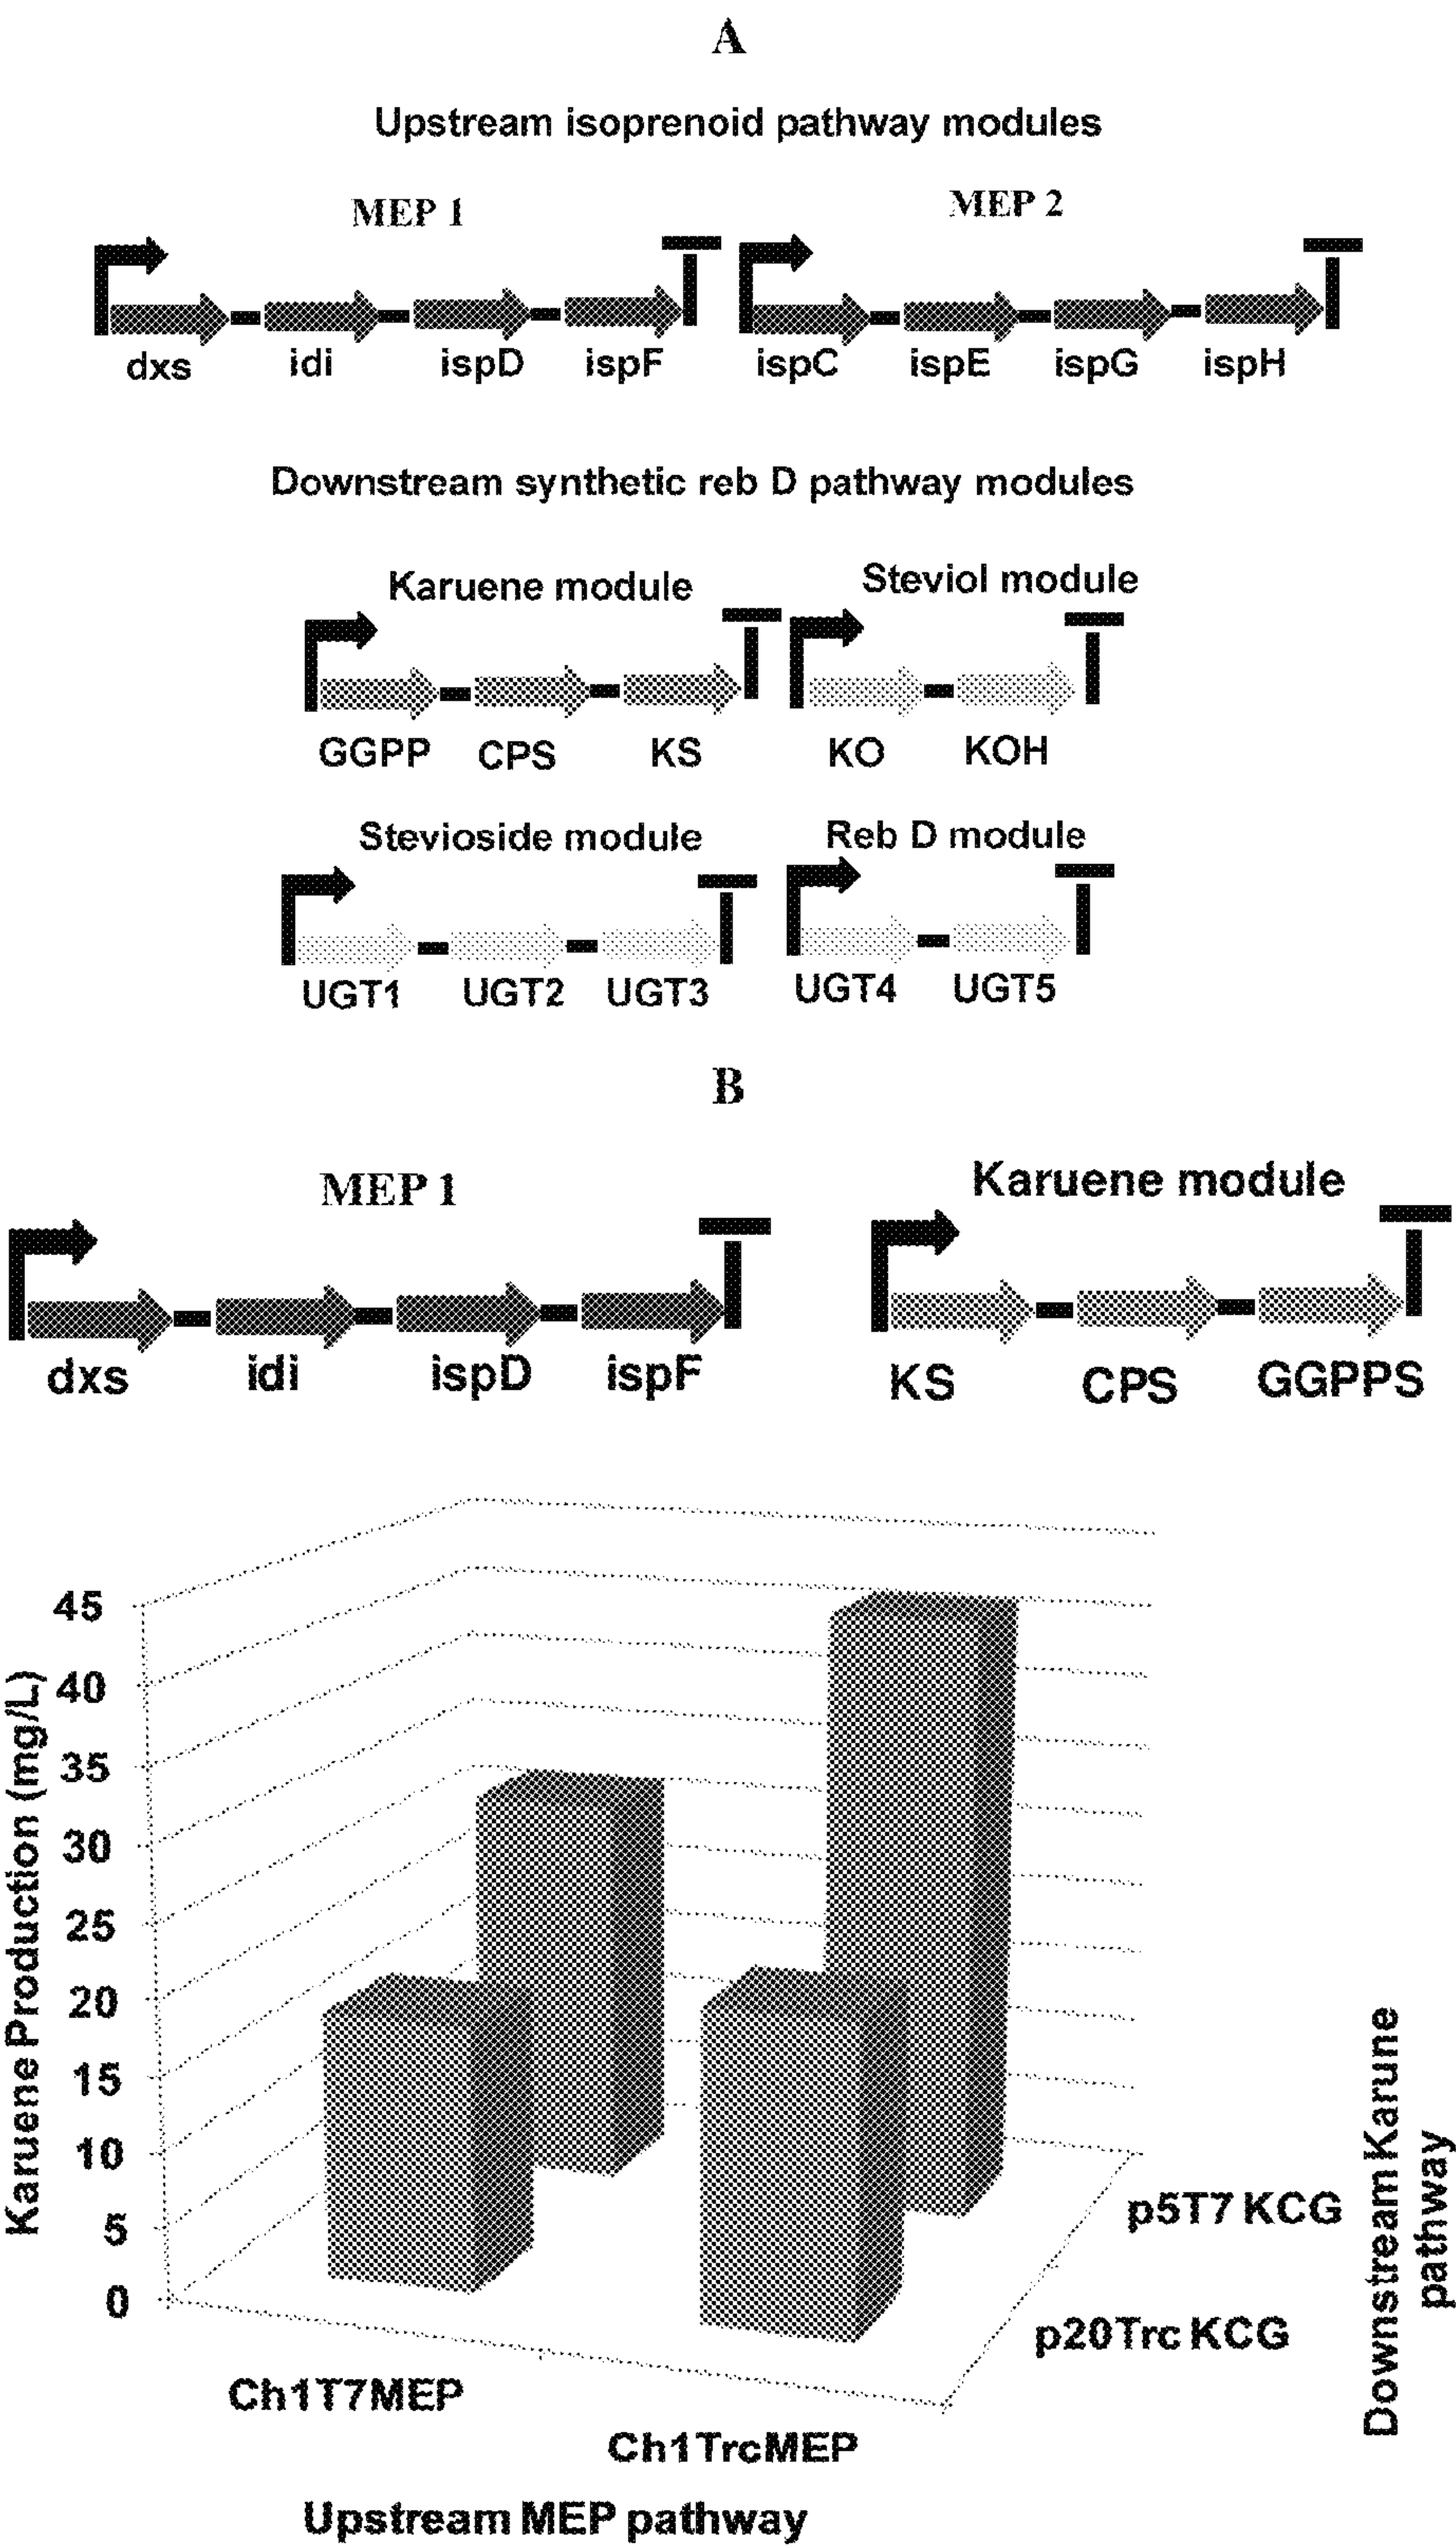 A
Upstream isoprenoid pathway modules
MEP 1 MEP 2
dxs idi ispD ispF ispC ispE ispG ispH
Downstream synthetic reb D pathway modules
Karuene module Steviol module
GGPP CPS KS KO KOH
Stevioside module Reb D module
UGT1 UGT2 UGT3 UGT4 UGT5
B
MEP 1 Karuene module
dxs idi ispD ispF KS CPS GGPPS
Karuene Production (mg/L)
45
40
35
30
25
20
15
10
5
0
Ch1T7MEP
Ch1TrcMEP
Upstream MEP pathway
p5T7 KCG
p20Trc KCG
Downstream Karune
pathway